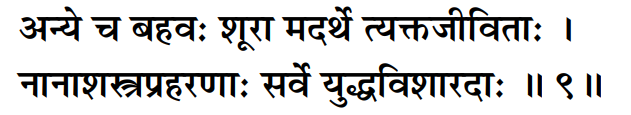 अन्ये च बहवः शूरा मदर्थे त्यक्तजीविताः ।
नानाशस्त्रप्रहरणाः सर्वे युद्धविशारदाः ॥ ९ ॥